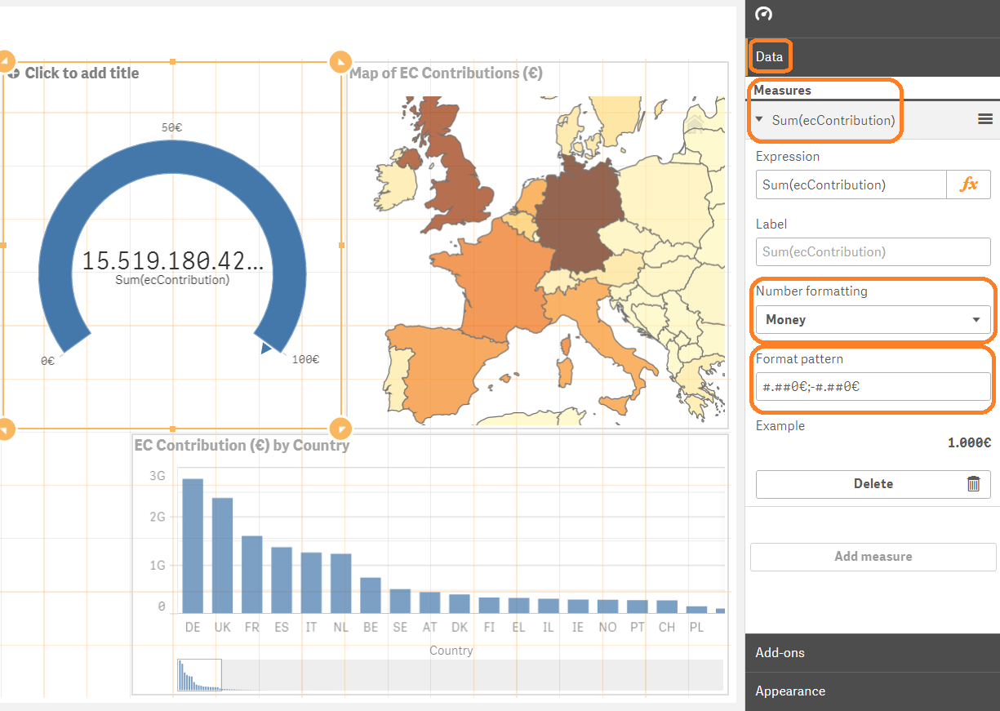 Click to add title
50€
15.519.180.42...
Sum(ecContribution)
0€
100€
Map of EC Contributions (€)
EC Contribution (€) by Country
3G
2G
1G
0
DE UK FR ES IT NL BE SE AT DK FI EL IL IE NO PT CH PL
Country
Data
Measures
Sum(ecContribution)
Expression
Sum(ecContribution)
fx
Label
Sum(ecContribution)
Number formatting
Money
Format pattern
#.##0€;-#.##0€
Example
1.000€
Delete
Add measure
Add-ons
Appearance